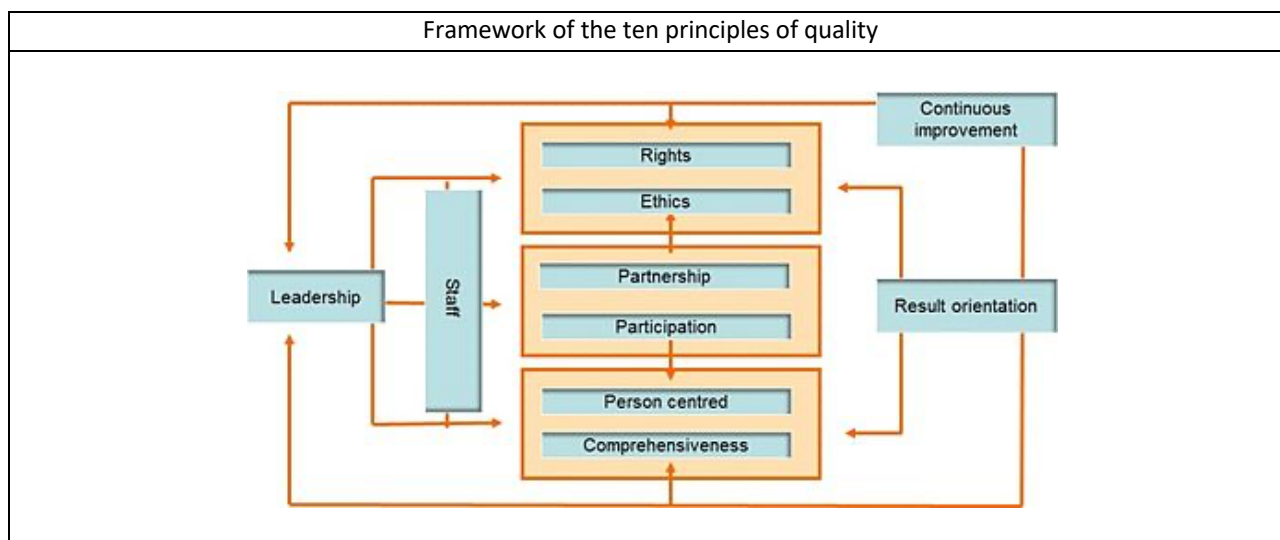 Framework of the ten principles of quality
Continuous
improvement
Rights
Ethics
Leadership
Staff
Partnership
Participation
Result orientation
Person centred
Comprehensiveness